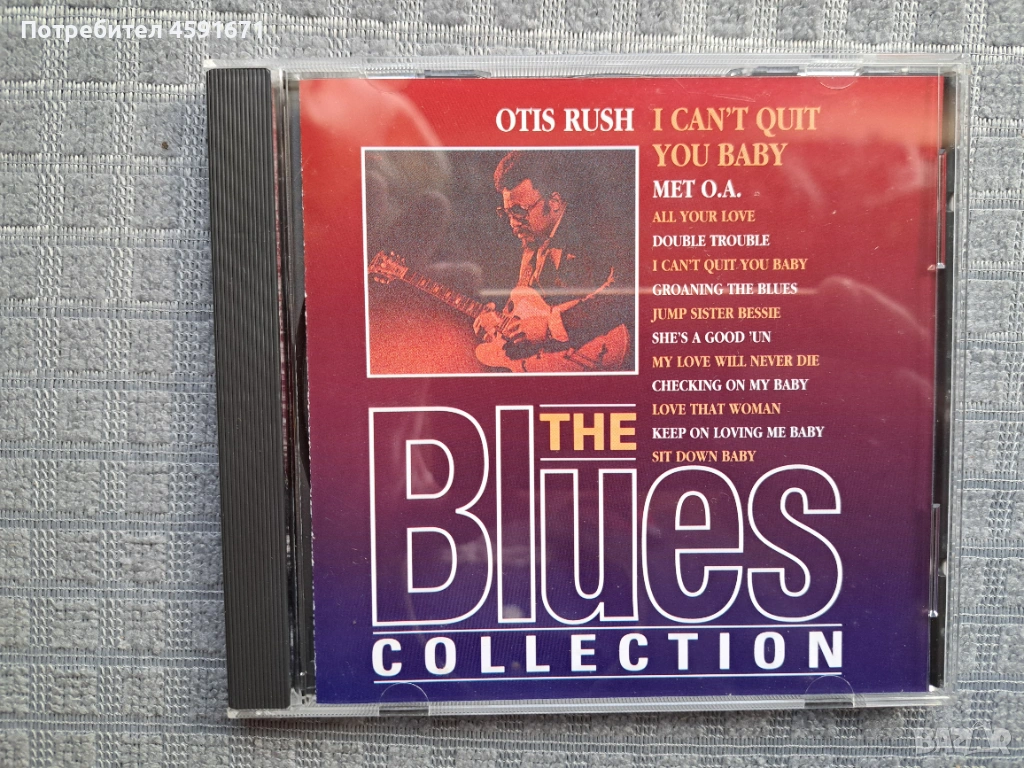 Потребител 4591671
OTIS RUSH
I CAN'T QUIT
YOU BABY
MET O.A.
ALL YOUR LOVE
DOUBLE TROUBLE
I CAN'T QUIT YOU BABY
GROANING THE BLUES
JUMP SISTER BESSIE
SHE'S A GOOD 'UN
MY LOVE WILL NEVER DIE
CHECKING ON MY BABY
LOVE THAT WOMAN
KEEP ON LOVING ME BABY
SIT DOWN BABY
THE
Blues
COLLECTION
BAZAR